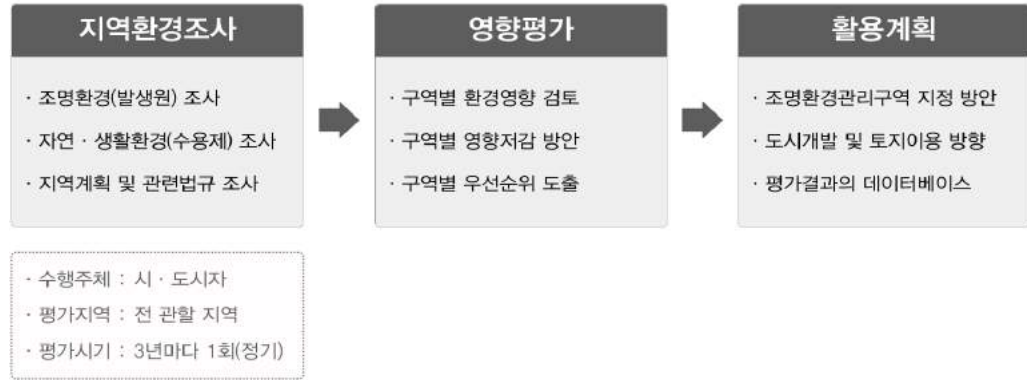 지역환경조사
· 조명환경(발생원) 조사
· 자연 · 생활환경(수용제) 조사
· 지역계획 및 관련법규 조사
영향평가
· 구역별 환경영향 검토
· 구역별 영향저감 방안
· 구역별 우선순위 도출
활용계획
· 조명환경관리구역 지정 방안
· 도시개발 및 토지이용 방향
· 평가결과의 데이터베이스
· 수행주체 : 시 · 도시자
· 평가지역 : 전 관할 지역
· 평가시기 : 3년마다 1회(정기)